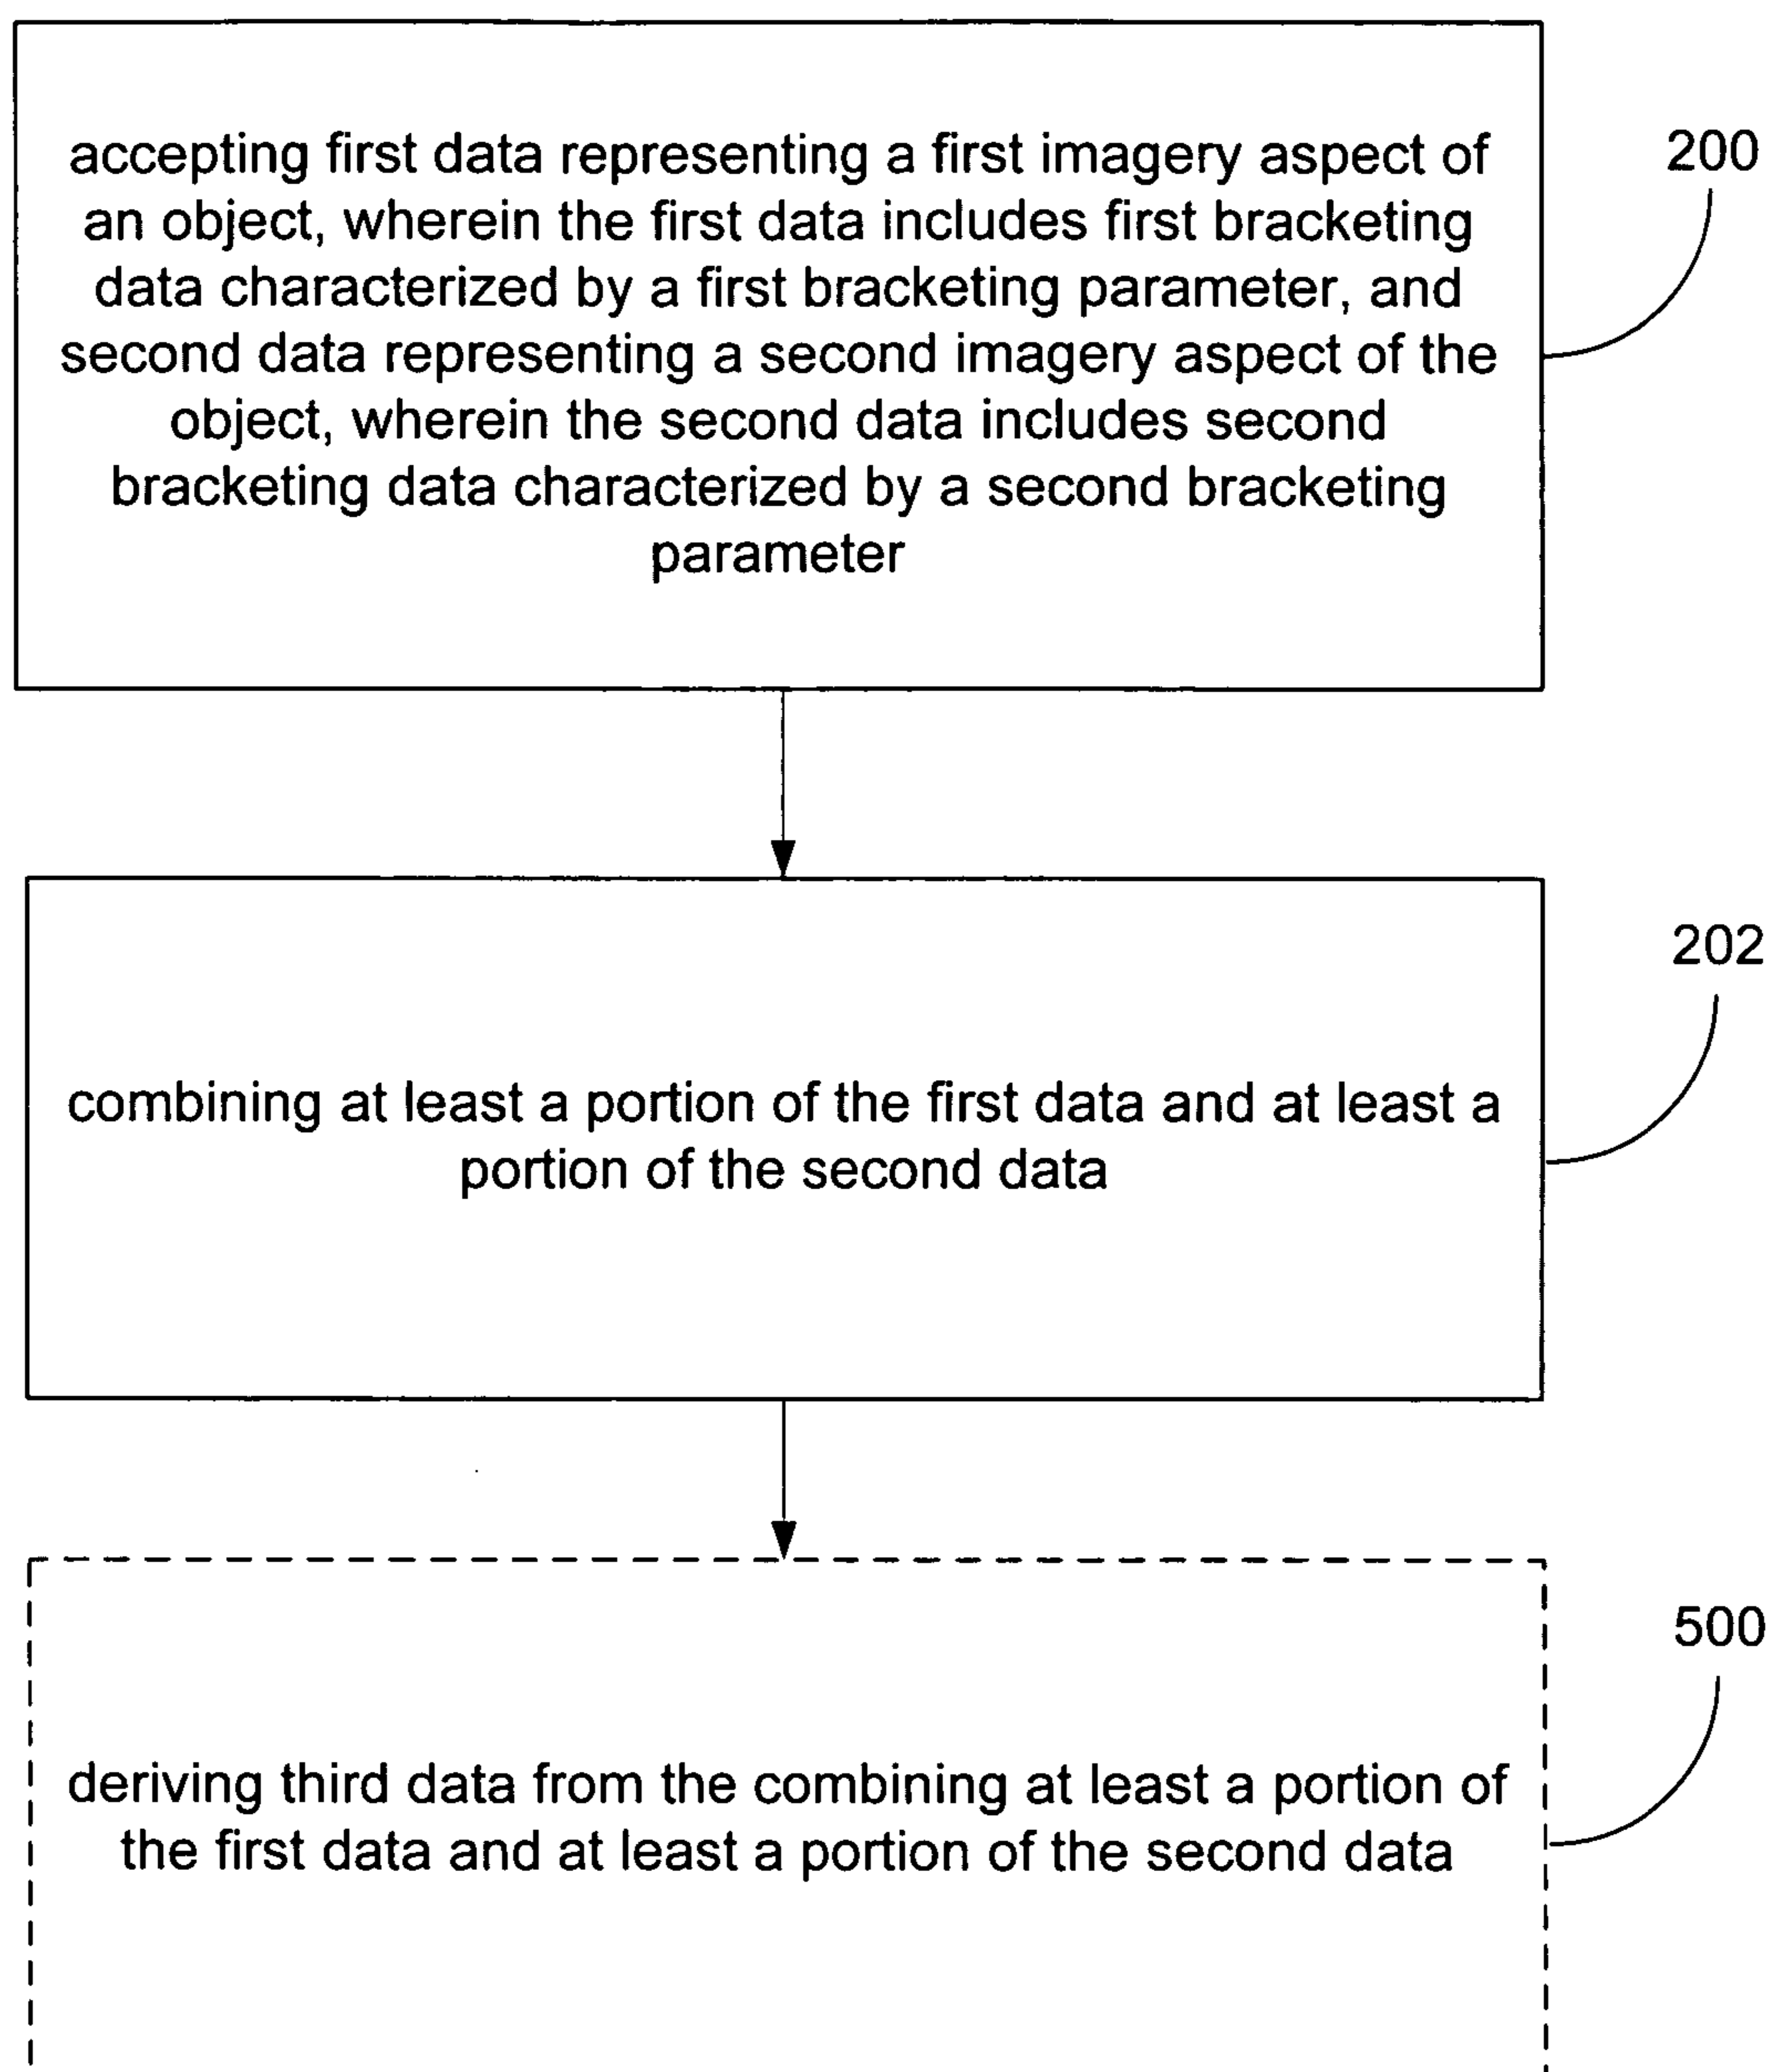 accepting first data representing a first imagery aspect of
an object, wherein the first data includes first bracketing
data characterized by a first bracketing parameter, and
second data representing a second imagery aspect of the
object, wherein the second data includes second
bracketing data characterized by a second bracketing
parameter
200
combining at least a portion of the first data and at least a
portion of the second data
202
deriving third data from the combining at least a portion of
the first data and at least a portion of the second data
500